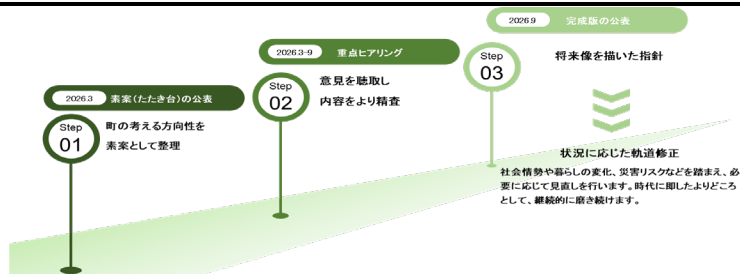 2026.3 素案(たたき台)の公表
Step
01
町の考える方向性を
素案として整理
2026.3-9 重点ヒアリング
Step
02
意見を聴取し
内容をより精査
2026.9 完成版の公表
Step
03
将来像を描いた指針
状況に応じた軌道修正
社会情勢や暮らしの変化、災害リスクなどを踏まえ、必
要に応じて見直しを行います。時代に即したよりどころ
として、継続的に磨き続けます。